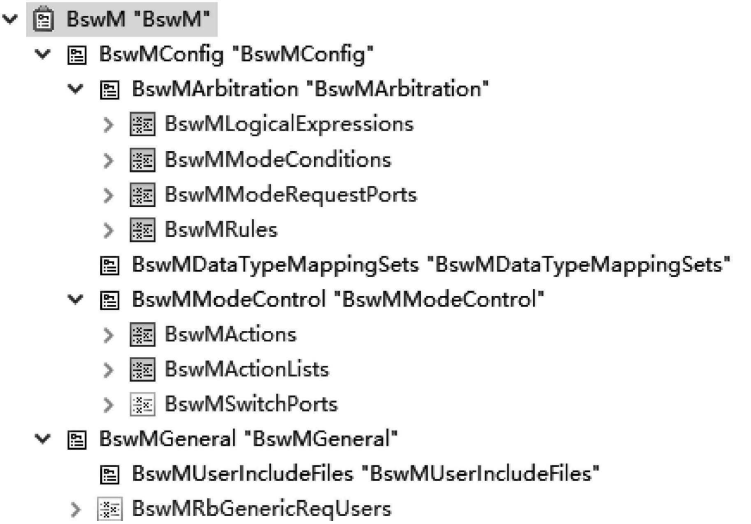 BswM "BswM"
BswMConfig "BswMConfig"
BswMArbitration "BswMArbitration"
BswMLogicalExpressions
BswMModeConditions
BswMModeRequestPorts
BswMRules
BswMDataTypeMappingSets "BswMDataTypeMappingSets"
BswMModeControl "BswMModeControl"
BswMActions
BswMActionLists
BswMSwitchPorts
BswMGeneral "BswMGeneral"
BswMUserIncludeFiles "BswMUserIncludeFiles"
BswMRbGenericReqUsers